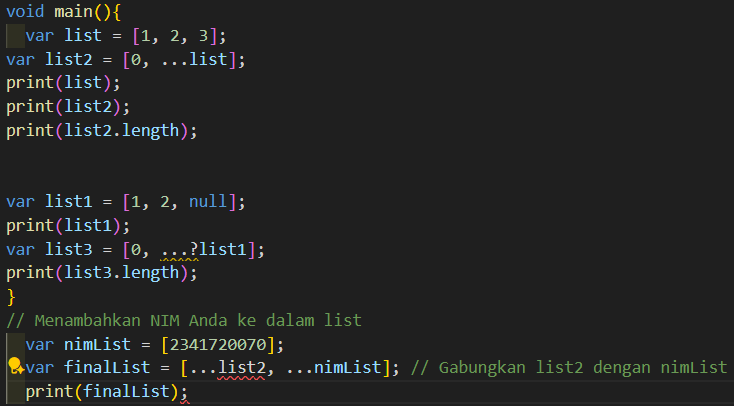 void main(){
  var list = [1, 2, 3];
var list2 = [0, ...list];
print(list);
print(list2);
print(list2.length);
var list1 = [1, 2, null];
print(list1);
var list3 = [0, ...?list1];
print(list3.length);
}
// Menambahkan NIM Anda ke dalam list
  var nimList = [2341720070];
  var finalList = [...list2, ...nimList]; // Gabungkan list2 dengan nimList
  print(finalList);